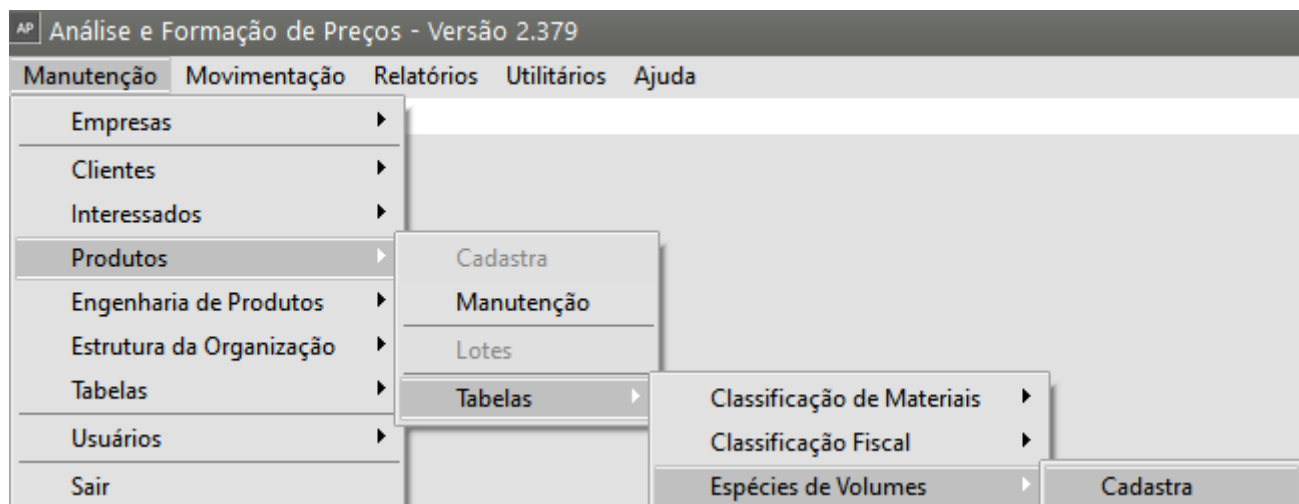 AP Análise e Formação de Preços - Versão 2.379
Manutenção Movimentação Relatórios Utilitários Ajuda
Empresas
Clientes
Interessados
Produtos
Engenharia de Produtos
Estrutura da Organização
Tabelas
Usuários
Sair
Cadastra
Manutenção
Lotes
Tabelas
Classificação de Materiais
Classificação Fiscal
Espécies de Volumes
Cadastra